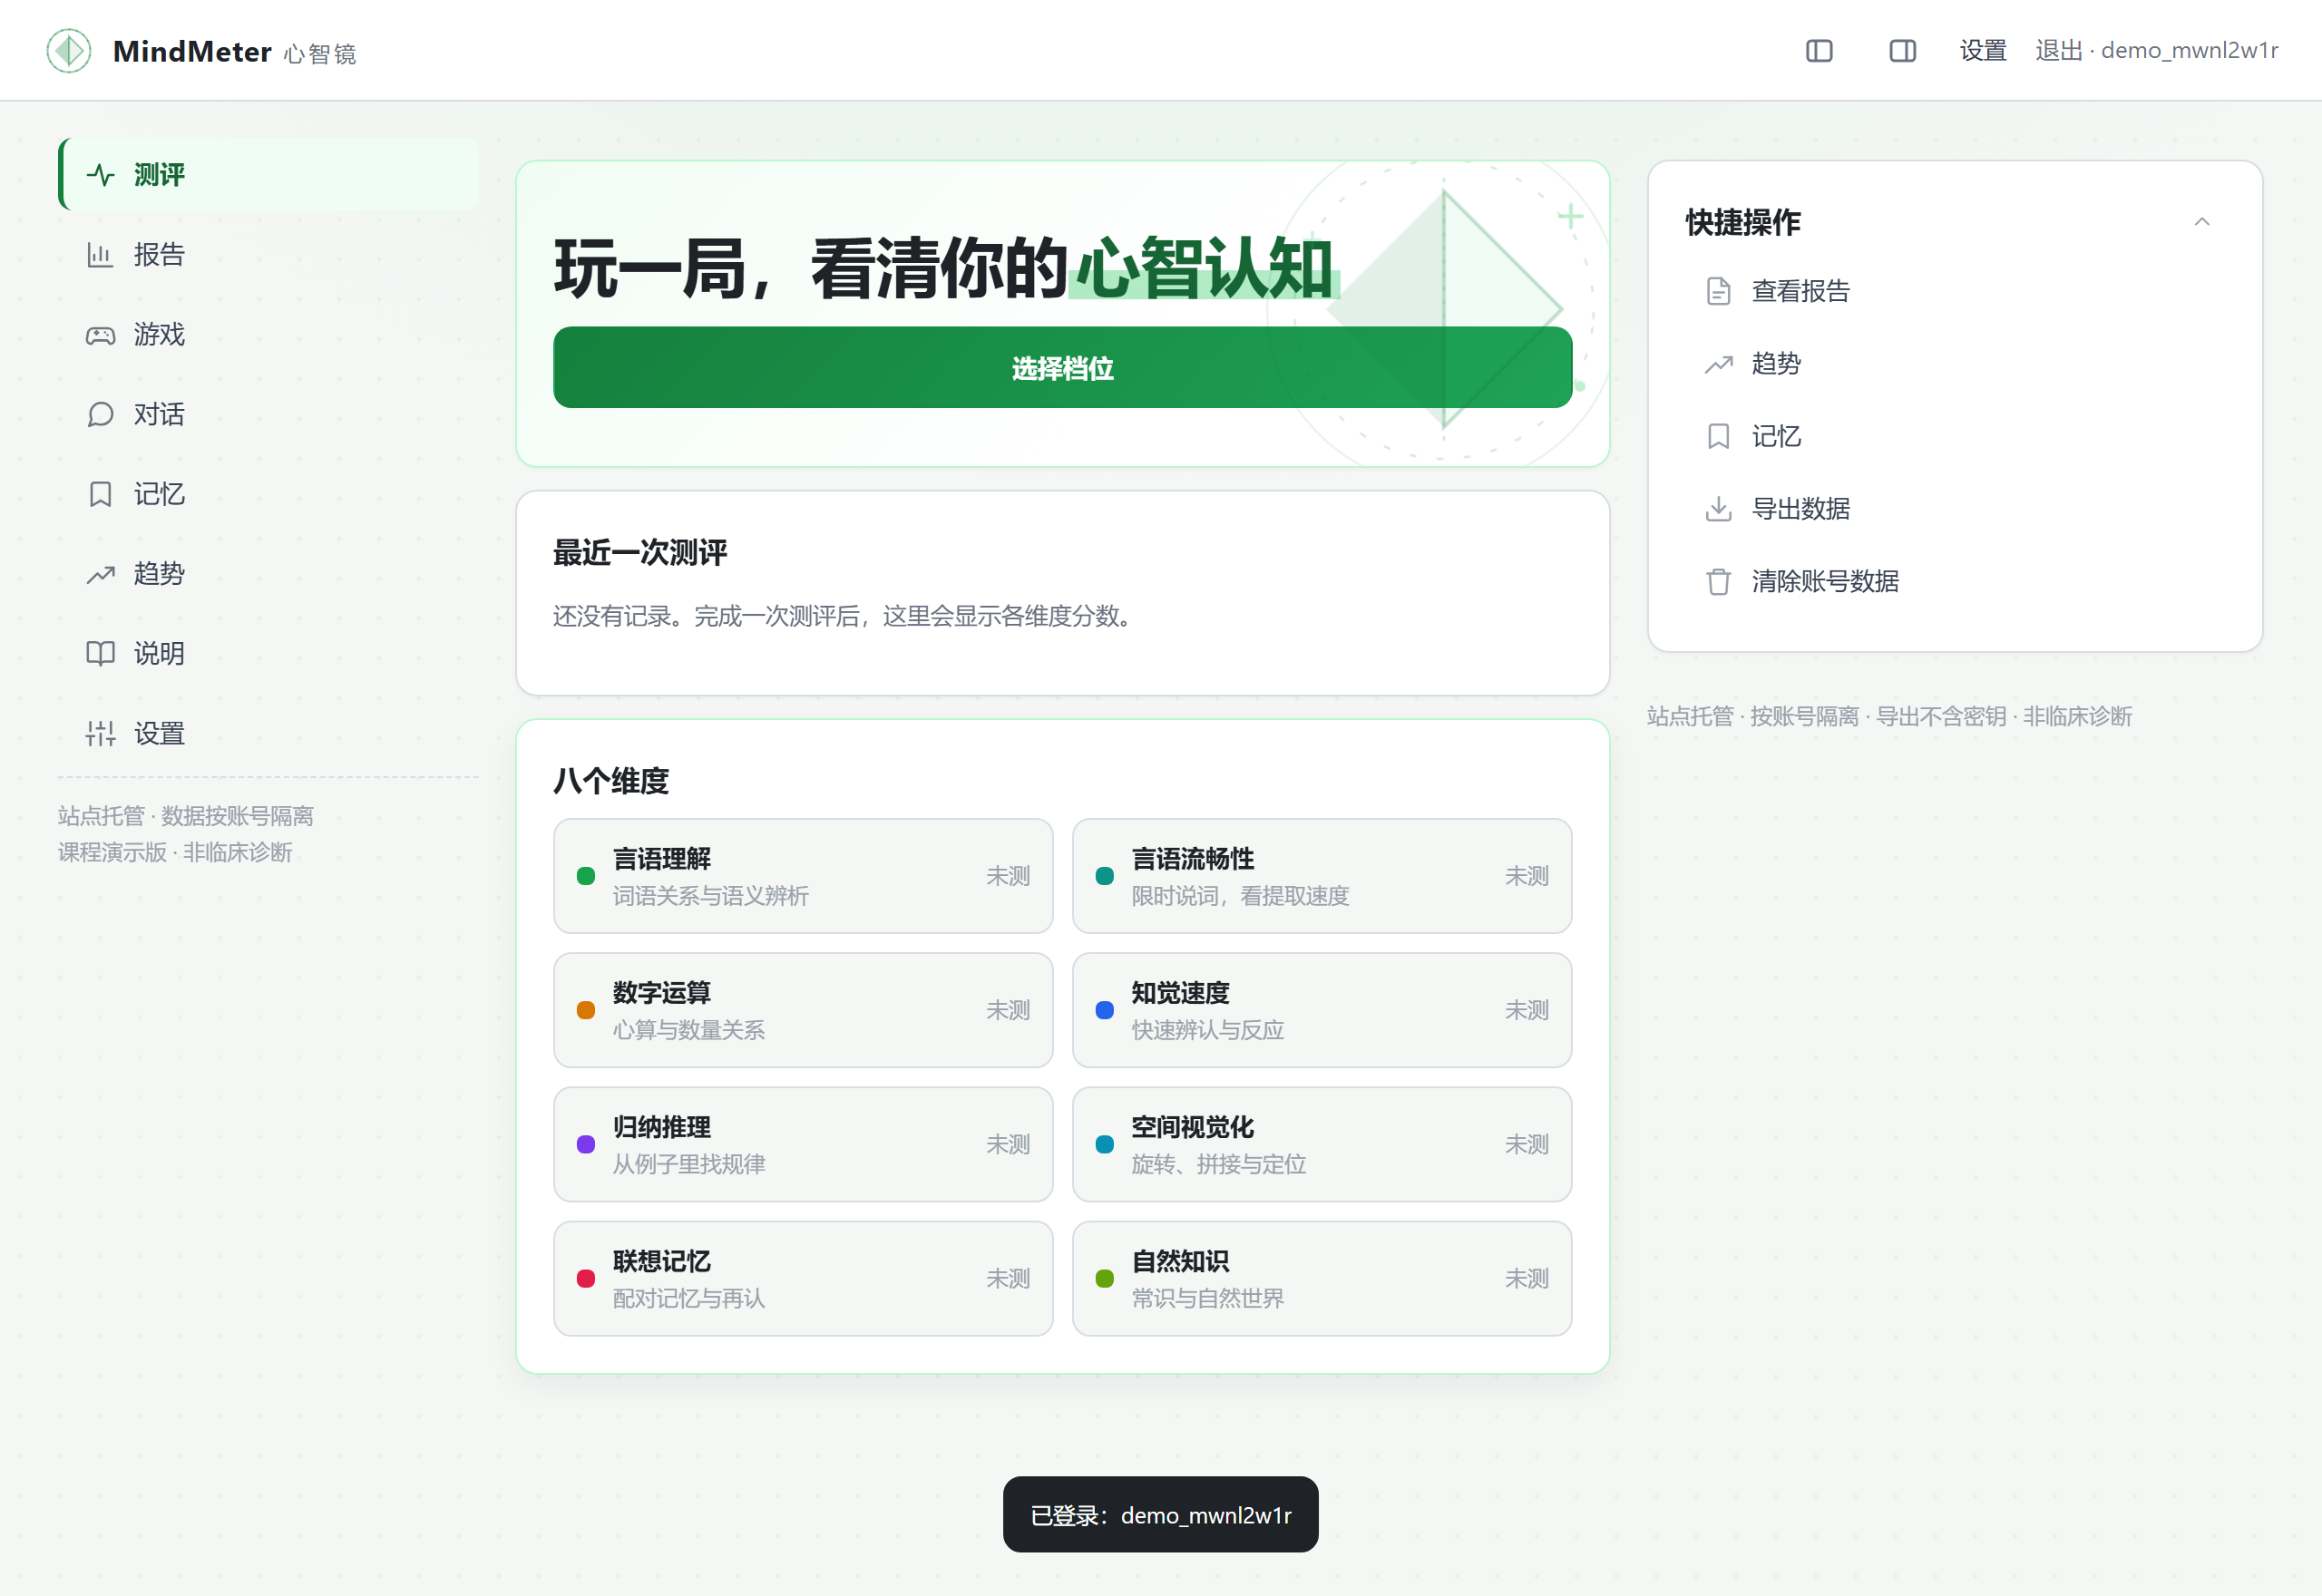 MindMeter 心智镜
设置
退出 · demo_mwnl2w1r
测评
报告
游戏
对话
记忆
趋势
说明
设置
站点托管 · 数据按账号隔离
课程演示版 · 非临床诊断
玩一局，看清你的心智认知
选择档位
最近一次测评
还没有记录。完成一次测评后，这里会显示各维度分数。
八个维度
言语理解
词语关系与语义辨析
未测
言语流畅性
限时说词，看提取速度
未测
数字运算
心算与数量关系
未测
知觉速度
快速辨认与反应
未测
归纳推理
从例子里找规律
未测
空间视觉化
旋转、拼接与定位
未测
联想记忆
配对记忆与再认
未测
自然知识
常识与自然世界
未测
快捷操作
查看报告
趋势
记忆
导出数据
清除账号数据
站点托管 · 按账号隔离 · 导出不含密钥 · 非临床诊断
已登录：demo_mwnl2w1r